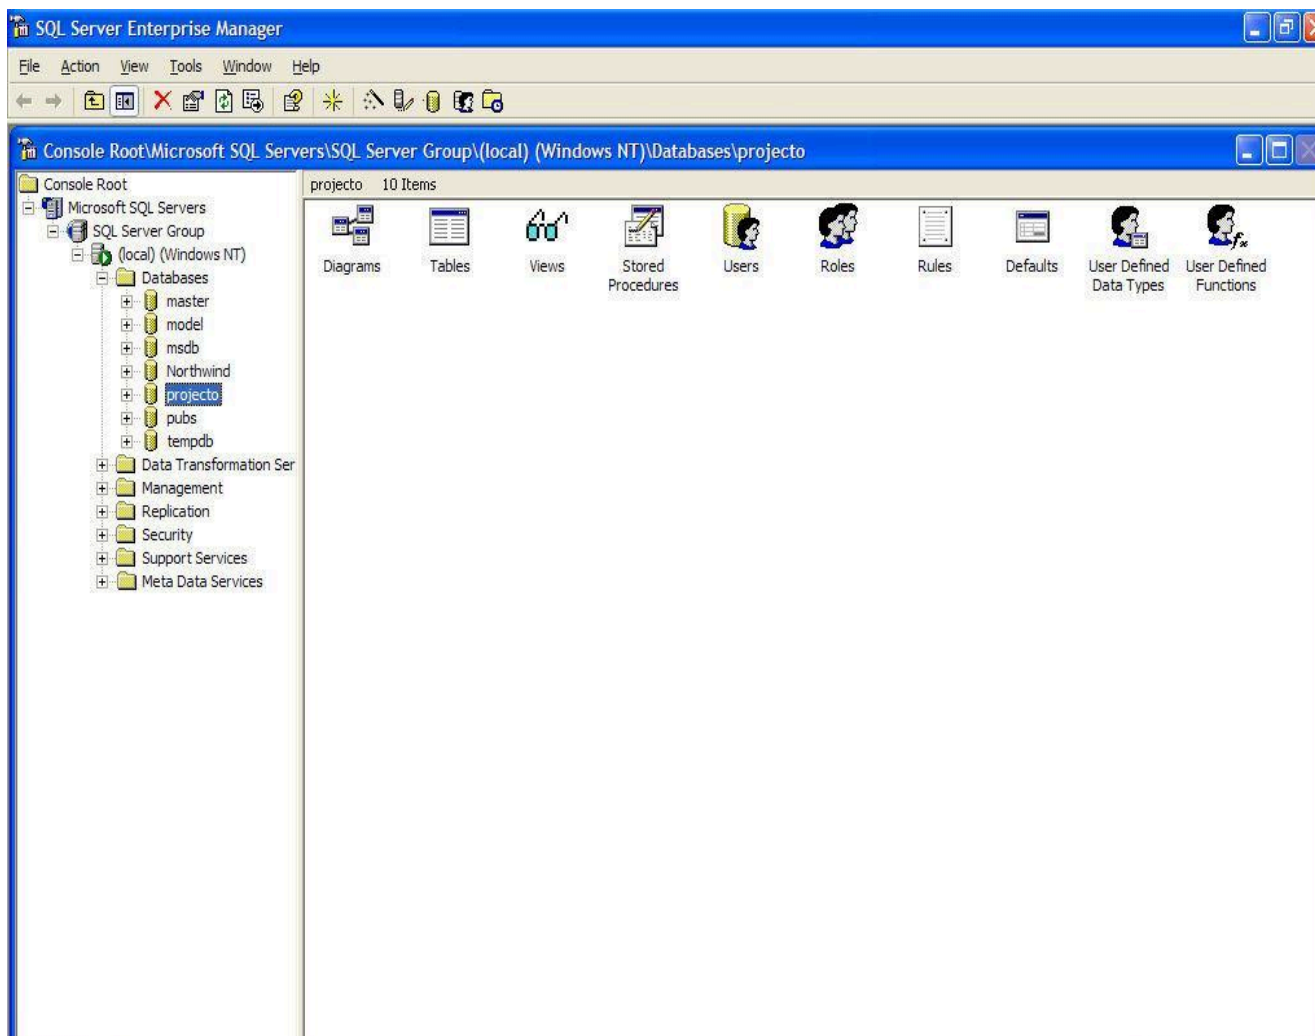 SQL Server Enterprise Manager
File Action View Tools Window Help
Console Root\Microsoft SQL Servers\SQL Server Group\(local) (Windows NT)\Databases\projecto
Console Root
Microsoft SQL Servers
SQL Server Group
(local) (Windows NT)
Databases
master
model
msdb
Northwind
projecto
pubs
tempdb
Data Transformation Ser
Management
Replication
Security
Support Services
Meta Data Services
projecto 10 Items
Diagrams
Tables
Views
Stored
Procedures
Users
Roles
Rules
Defaults
User Defined
Data Types
User Defined
Functions